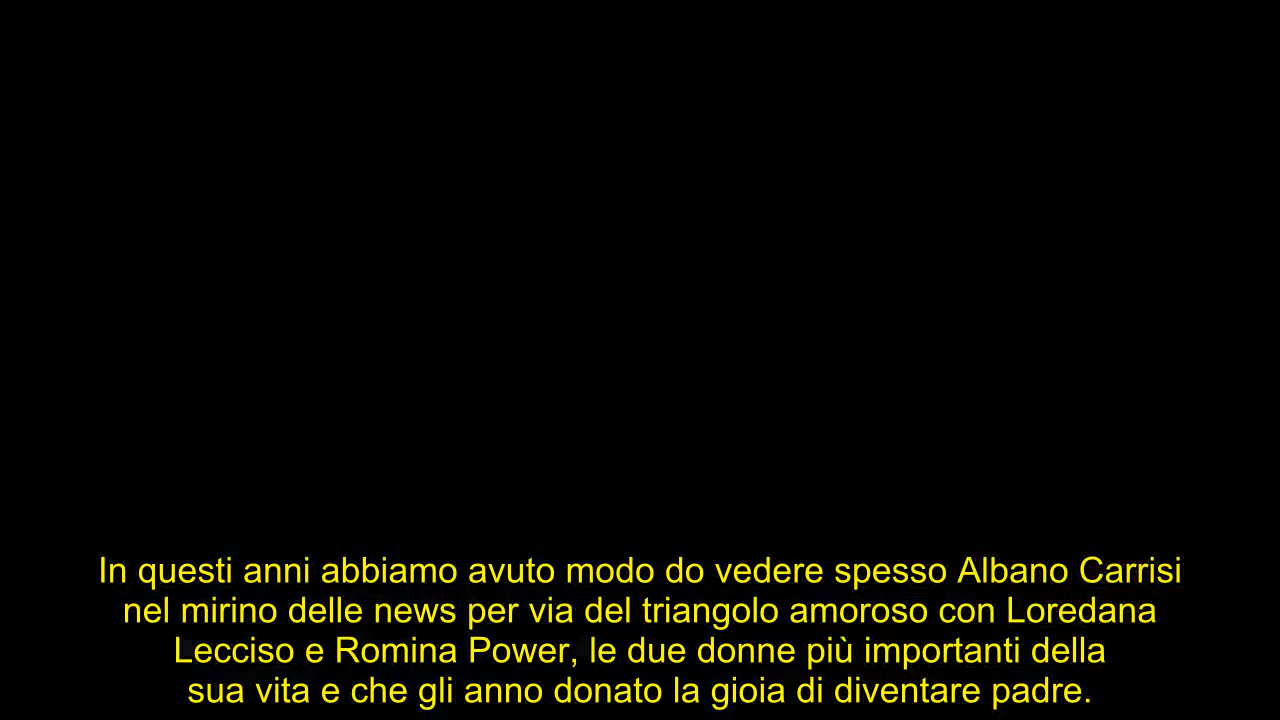 In questi anni abbiamo avuto modo do vedere spesso Albano Carrisi
nel mirino delle news per via del triangolo amoroso con Loredana
Lecciso e Romina Power, le due donne più importanti della
sua vita e che gli anno donato la gioia di diventare padre.